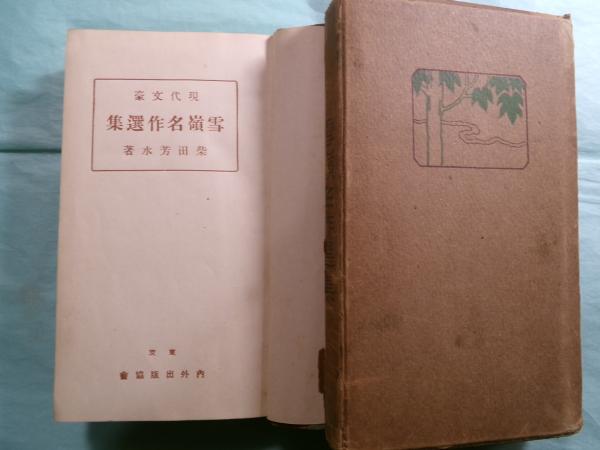 現代文豪
雪嶺名作選集
柴田芳水著
東京
內外出版協會